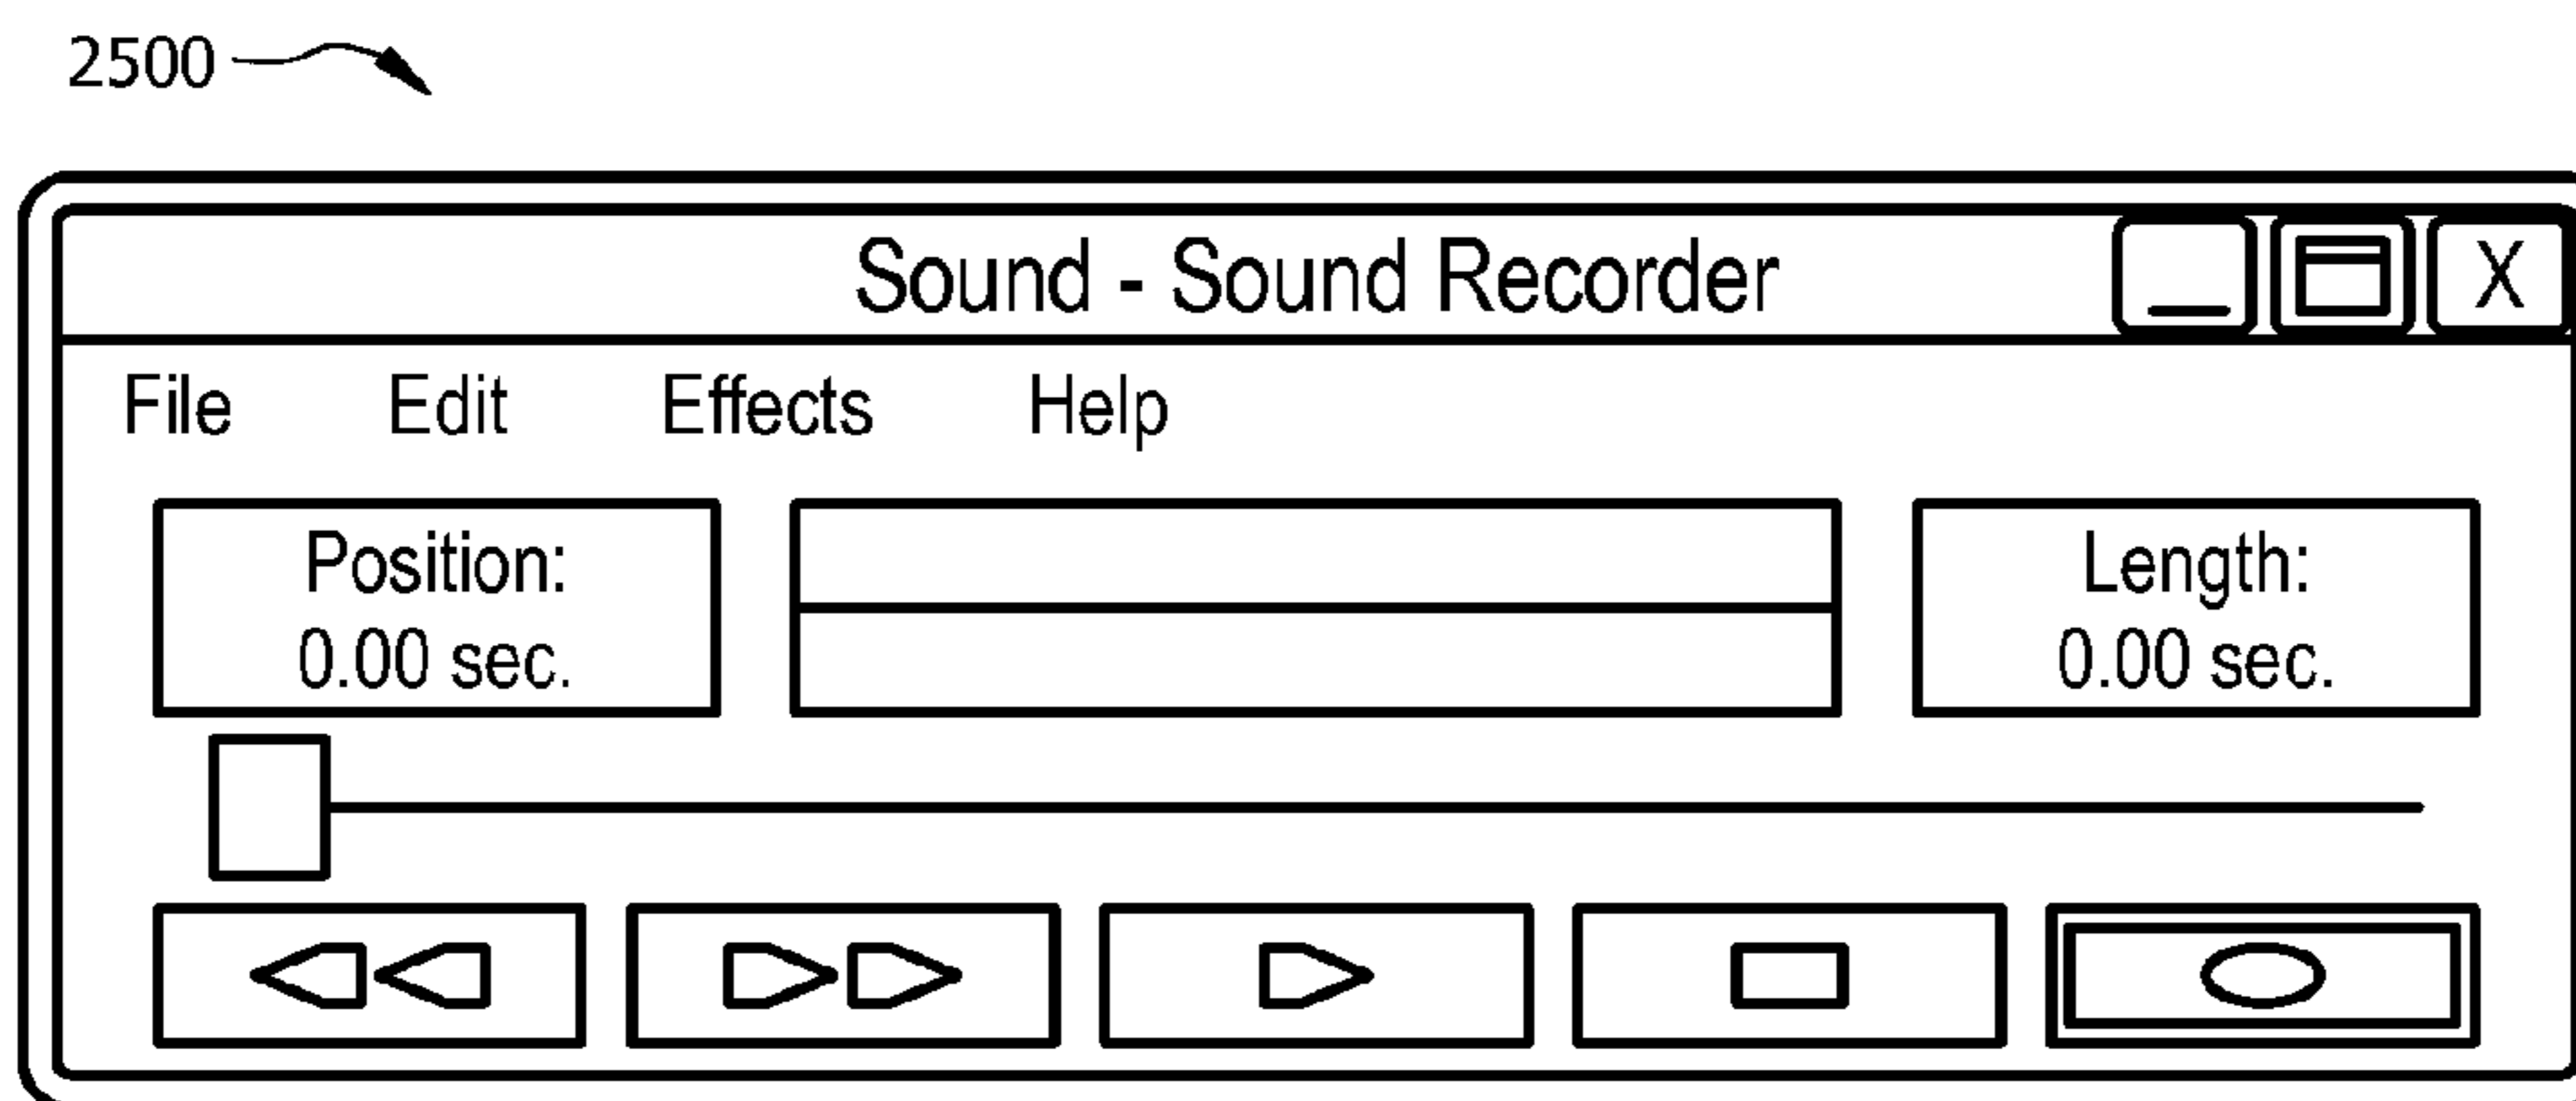 2500
Sound - Sound Recorder X
File Edit Effects Help
Position:
0.00 sec.
Length:
0.00 sec.